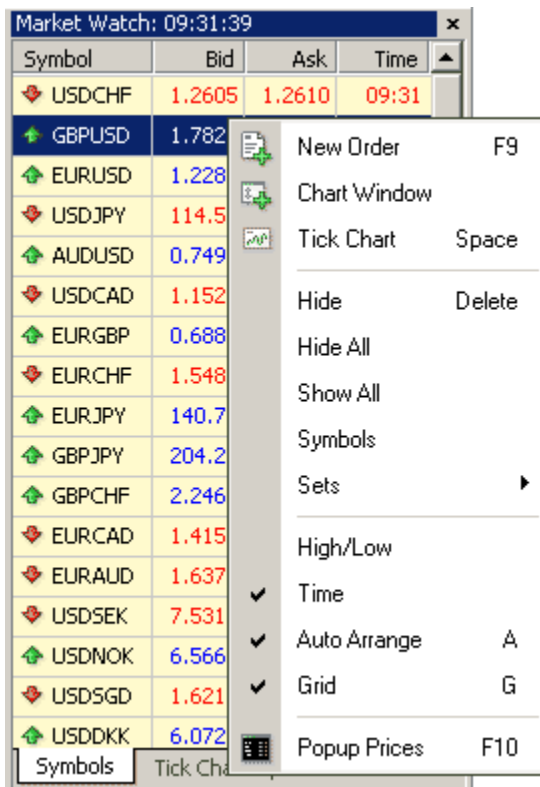 Market Watch: 09:31:39
Symbol Bid Ask Time
USDCHF 1.2605 1.2610 09:31
GBPUSD 1.782
EURUSD 1.228
USDJPY 114.5
AUDUSD 0.749
USDCAD 1.152
EURGBP 0.688
EURCHF 1.548
EURJPY 140.7
GBPJPY 204.2
GBPCHF 2.246
EURCAD 1.415
EURAUD 1.637
USDSEK 7.531
USDNOK 6.566
USDSGD 1.621
USDDKK 6.072
Symbols Tick Cha
New Order F9
Chart Window
Tick Chart Space
Hide Delete
Hide All
Show All
Symbols
Sets
High/Low
Time
Auto Arrange A
Grid G
Popup Prices F10